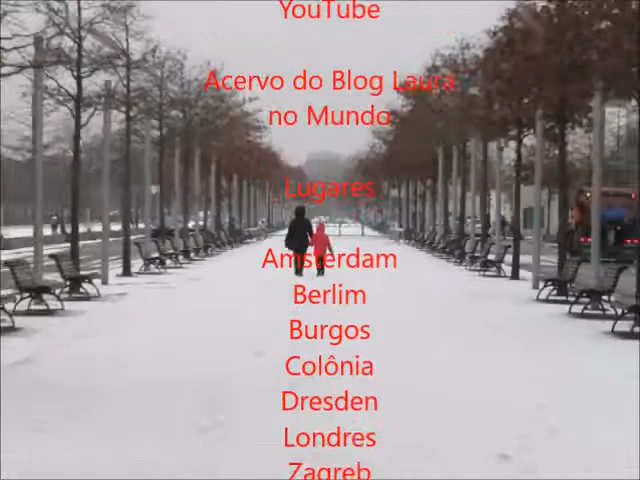 YouTube
Acervo do Blog Laura
no Mundo
Lugares
Amsterdam
Berlim
Burgos
Colônia
Dresden
Londres
Zagreb